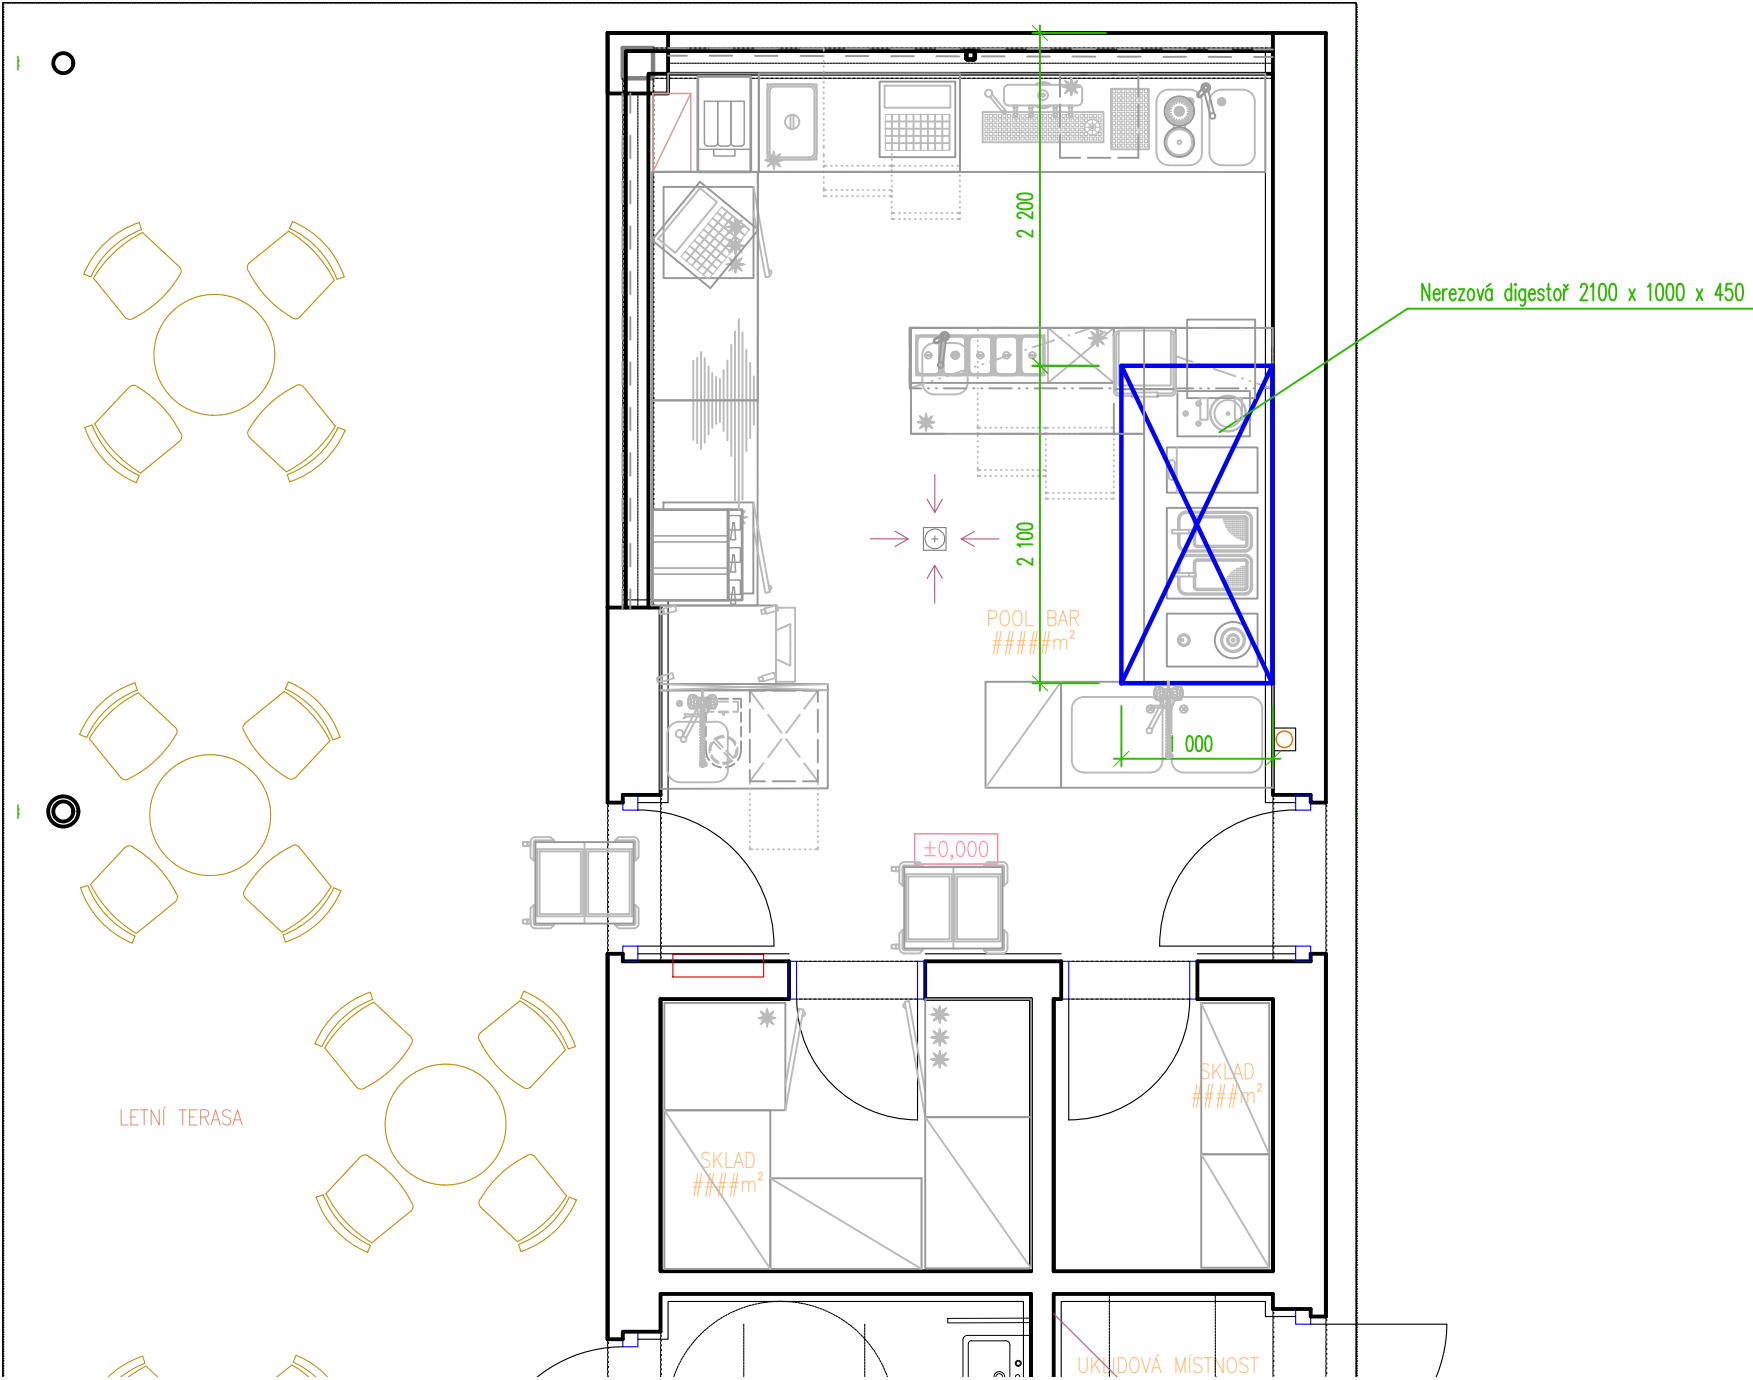 2 200
Nerezová digestoř 2100 x 1000 x 450
2 100
POOL BAR
#####m²
1 000
±0,000
SKLAD
####m²
LETNÍ TERASA
SKLAD
####m²
UKLIDOVÁ MÍSTNOST